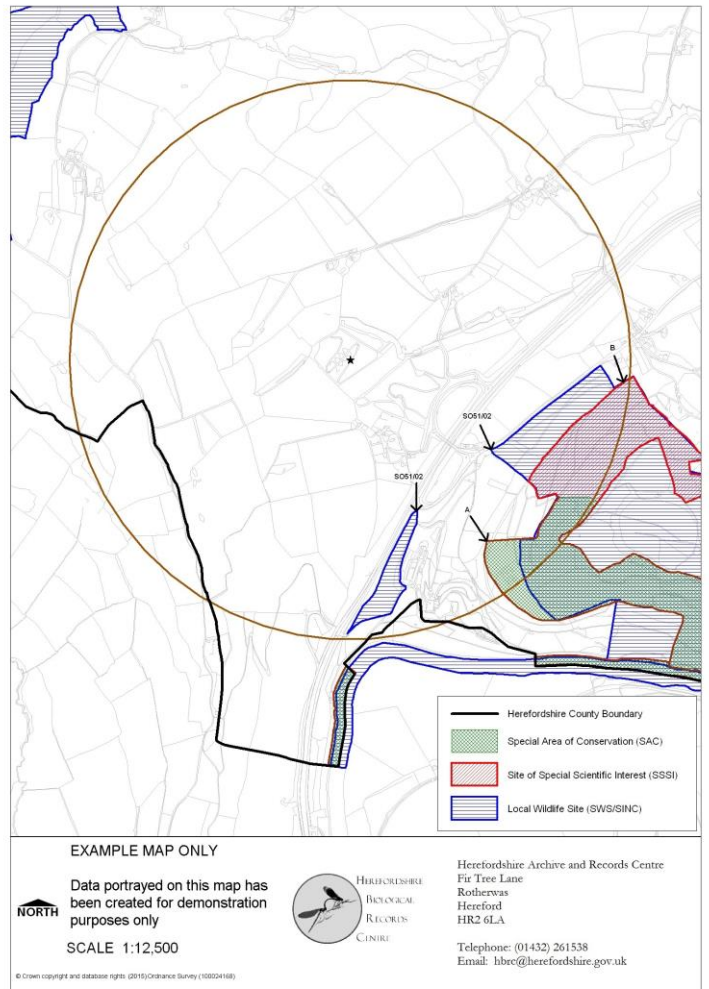 B
SO51/02
SO51/02
A
Herefordshire County Boundary
Special Area of Conservation (SAC)
Site of Special Scientific Interest (SSSI)
Local Wildlife Site (SWS/SINC)
EXAMPLE MAP ONLY
Data portrayed on this map has
been created for demonstration
purposes only
NORTH
SCALE 1:12,500
© Crown copyright and database rights (2015) Ordnance Survey (100024168)
HEREFORDSHIRE
BIOLOGICAL
RECORDS
CENTRE
Herefordshire Archive and Records Centre
Fir Tree Lane
Rotherwas
Hereford
HR2 6LA
Telephone: (01432) 261538
Email: hbrc@herefordshire.gov.uk